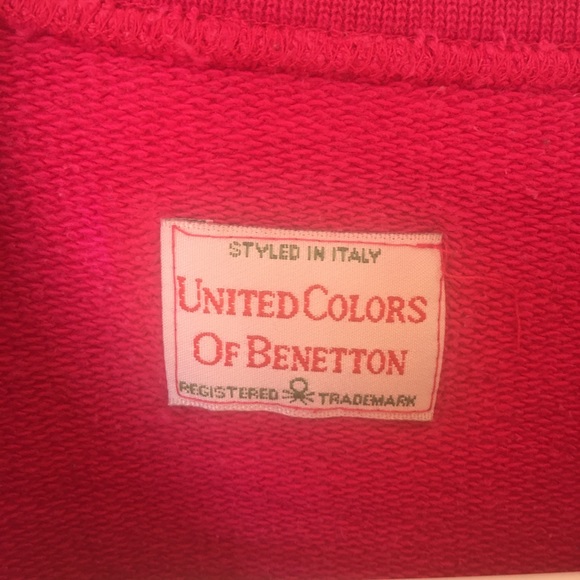 STYLED IN ITALY
UNITED COLORS
OF BENETTON
REGISTERED TRADEMARK